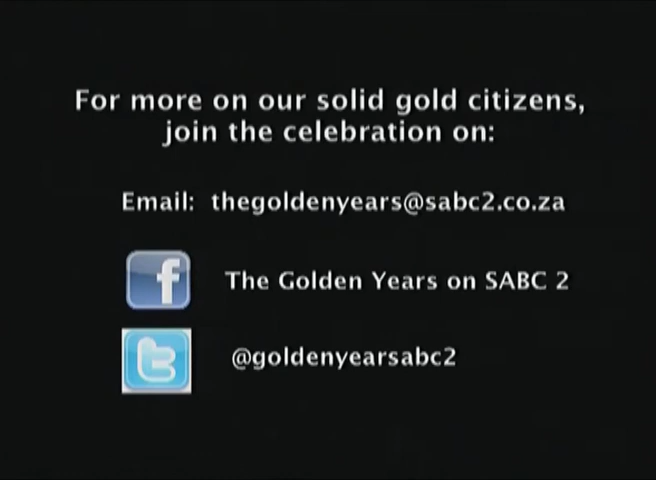 For more on our solid gold citizens,
join the celebration on:
Email: thegoldenyears@sabc2.co.za
f The Golden Years on SABC 2
t @goldenyearsabc2